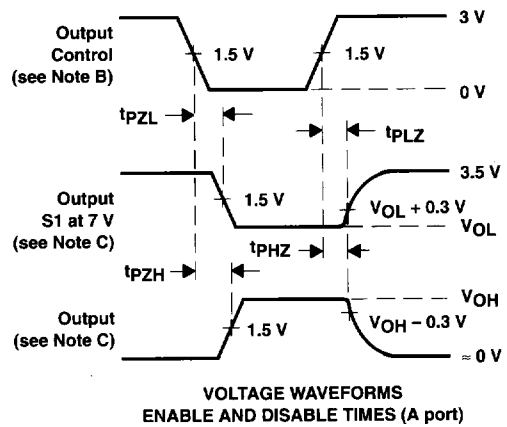 Output
Control
(see Note B)
1.5 V
1.5 V
3 V
0 V
tPZL
tPLZ
Output
S1 at 7 V
(see Note C)
1.5 V
3.5 V
VOL + 0.3 V
VOL
tPZH
tPHZ
Output
(see Note C)
1.5 V
VOH
VOH − 0.3 V
≈ 0 V
VOLTAGE WAVEFORMS
ENABLE AND DISABLE TIMES (A port)